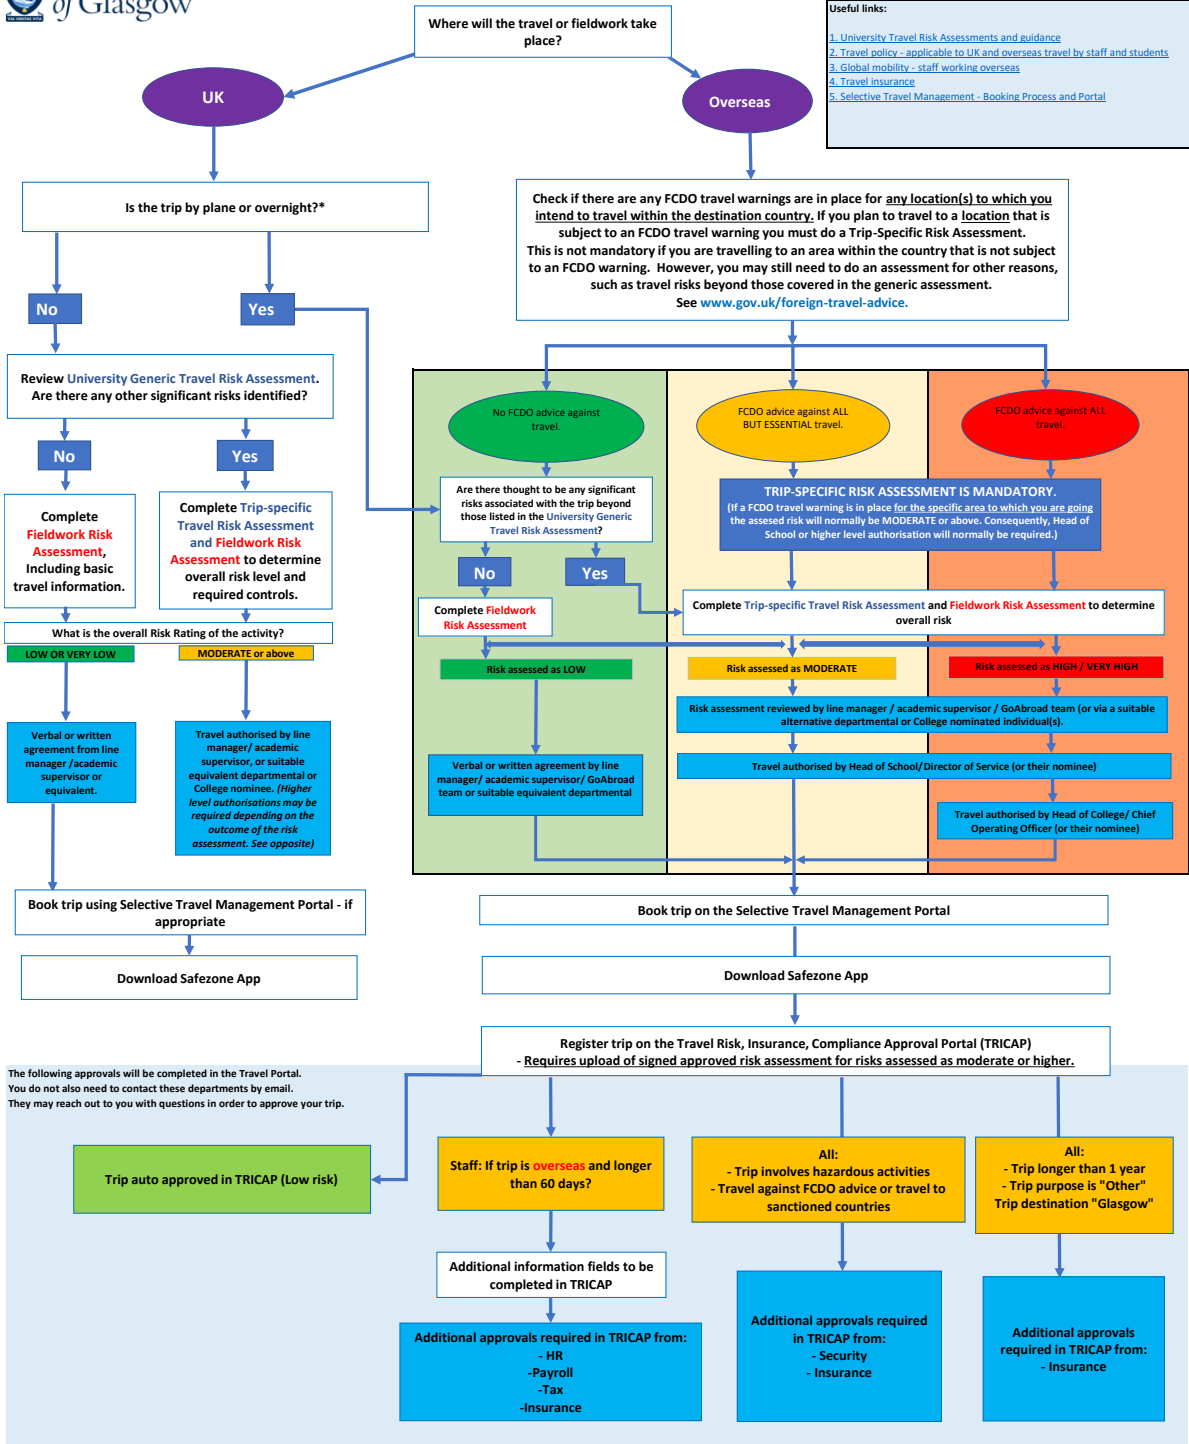 of Glasgow
VIA VERITAS VITA
Where will the travel or fieldwork take
place?
Useful links:
1. University Travel Risk Assessments and guidance
2. Travel policy - applicable to UK and overseas travel by staff and students
3. Global mobility - staff working overseas
4. Travel insurance
5. Selective Travel Management - Booking Process and Portal
UK
Overseas
Is the trip by plane or overnight?*
Check if there are any FCDO travel warnings are in place for any location(s) to which you
intend to travel within the destination country. If you plan to travel to a location that is
subject to an FCDO travel warning you must do a Trip-Specific Risk Assessment.
This is not mandatory if you are travelling to an area within the country that is not subject
to an FCDO warning. However, you may still need to do an assessment for other reasons,
such as travel risks beyond those covered in the generic assessment.
See www.gov.uk/foreign-travel-advice.
No
Yes
Review University Generic Travel Risk Assessment.
Are there any other significant risks identified?
No
Yes
No FCDO advice against
travel.
FCDO advice against ALL
BUT ESSENTIAL travel.
FCDO advice against ALL
travel.
Complete
Fieldwork Risk
Assessment,
Including basic
travel information.
Complete Trip-specific
Travel Risk Assessment
and Fieldwork Risk
Assessment to determine
overall risk level and
required controls.
Are there thought to be any significant
risks associated with the trip beyond
those listed in the University Generic
Travel Risk Assessment?
TRIP-SPECIFIC RISK ASSESSMENT IS MANDATORY.
(If a FCDO travel warning is in place for the specific area to which you are going
the assesed risk will normally be MODERATE or above. Consequently, Head of
School or higher level authorisation will normally be required.)
No
Yes
Complete Fieldwork
Risk Assessment
Complete Trip-specific Travel Risk Assessment and Fieldwork Risk Assessment to determine
overall risk
What is the overall Risk Rating of the activity?
LOW OR VERY LOW
MODERATE or above
Risk assessed as LOW
Risk assessed as MODERATE
Risk assessed as HIGH / VERY HIGH
Verbal or written
agreement from line
manager /academic
supervisor or
equivalent.
Travel authorised by line
manager/ academic
supervisor, or suitable
equivalent departmental or
College nominee. (Higher
level authorisations may be
required depending on the
outcome of the risk
assessment. See opposite)
Risk assessment reviewed by line manager / academic supervisor / GoAbroad team (or via a suitable
alternative departmental or College nominated individual(s).
Verbal or written agreement by line
manager/ academic supervisor/ GoAbroad
team or suitable equivalent departmental
Travel authorised by Head of School/Director of Service (or their nominee)
Travel authorised by Head of College/ Chief
Operating Officer (or their nominee)
Book trip using Selective Travel Management Portal - if
appropriate
Book trip on the Selective Travel Management Portal
Download Safezone App
Download Safezone App
Register trip on the Travel Risk, Insurance, Compliance Approval Portal (TRICAP)
- Requires upload of signed approved risk assessment for risks assessed as moderate or higher.
The following approvals will be completed in the Travel Portal.
You do not also need to contact these departments by email.
They may reach out to you with questions in order to approve your trip.
Trip auto approved in TRICAP (Low risk)
Staff: If trip is overseas and longer
than 60 days?
All:
- Trip involves hazardous activities
- Travel against FCDO advice or travel to
sanctioned countries
All:
- Trip longer than 1 year
- Trip purpose is "Other"
Trip destination "Glasgow"
Additional information fields to be
completed in TRICAP
Additional approvals required in TRICAP from:
- HR
-Payroll
-Tax
-Insurance
Additional approvals required
in TRICAP from:
- Security
- Insurance
Additional approvals
required in TRICAP from:
- Insurance